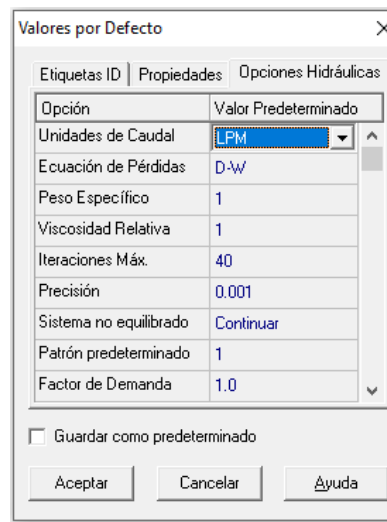 Valores por Defecto
Etiquetas ID Propiedades Opciones Hidráulicas
Opción Valor Predeterminado
Unidades de Caudal LPM
Ecuación de Pérdidas D-W
Peso Específico 1
Viscosidad Relativa 1
Iteraciones Máx. 40
Precisión 0.001
Sistema no equilibrado Continuar
Patrón predeterminado 1
Factor de Demanda 1.0
Guardar como predeterminado
Aceptar Cancelar Ayuda